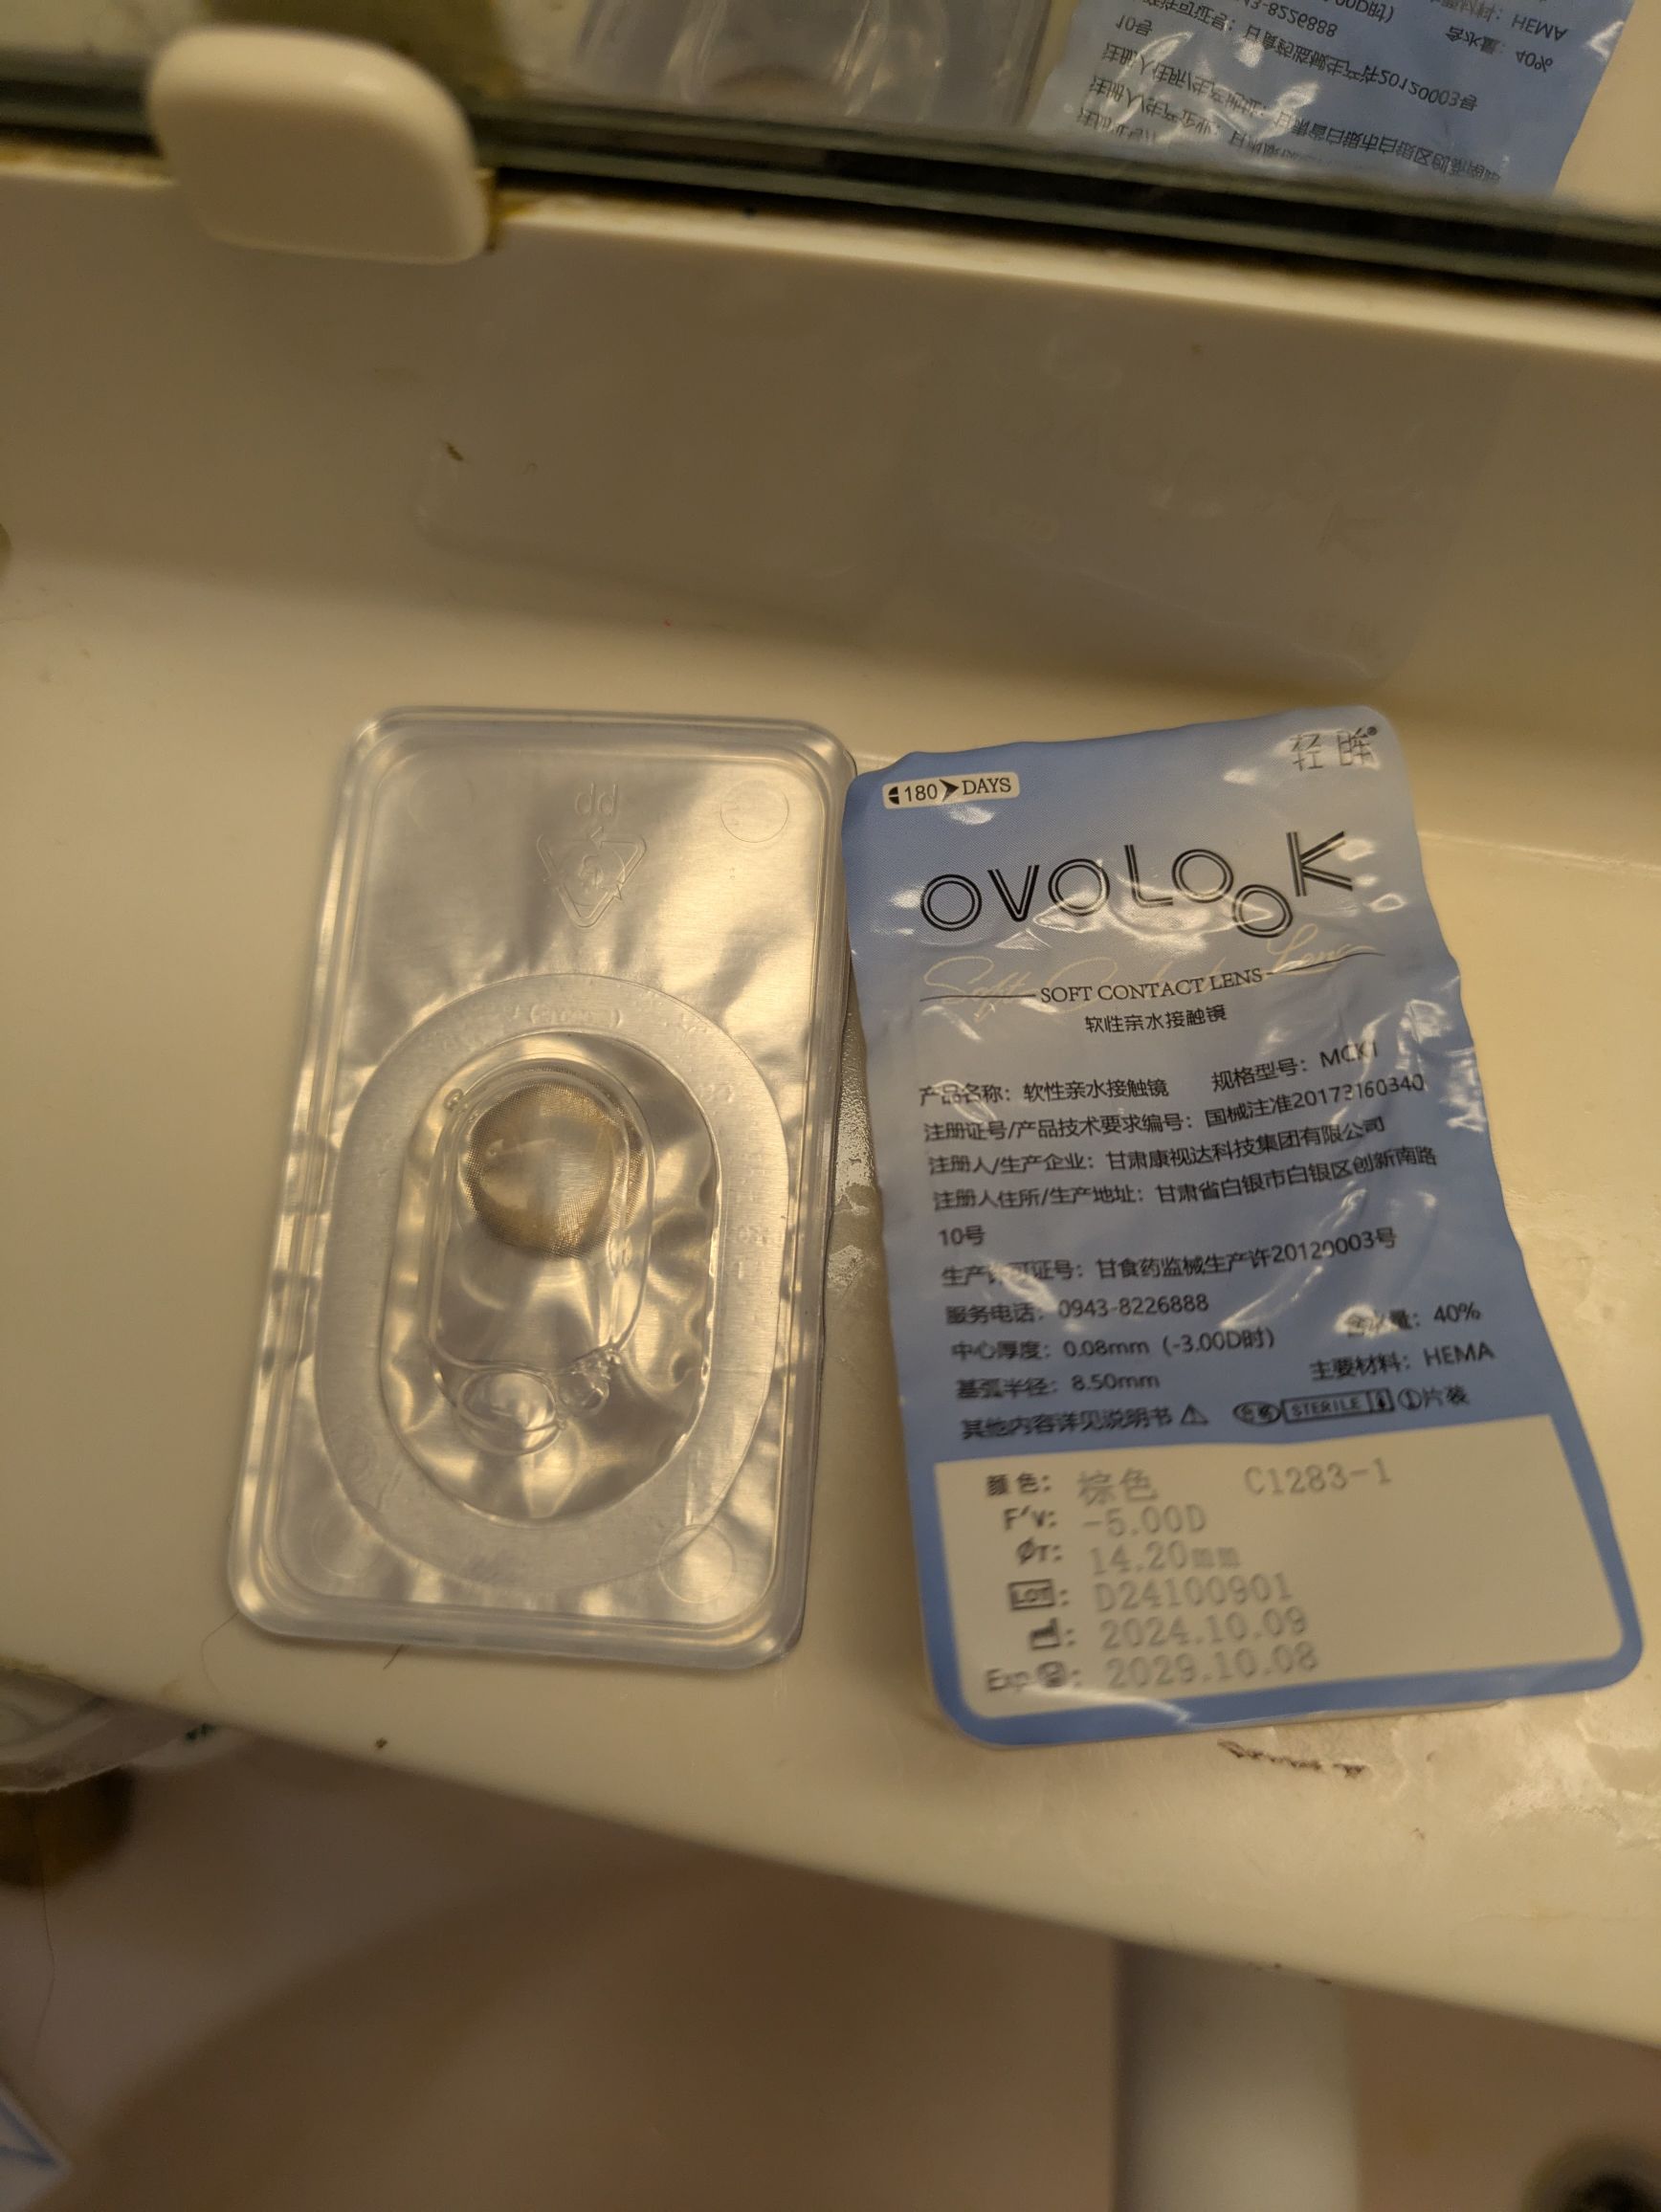 180 DAYS
轻眸®
OVOLOOK
Soft Contact Lens
SOFT CONTACT LENS
软性亲水接触镜
产品名称：软性亲水接触镜 规格型号：MCK1
注册证号/产品技术要求编号：国械注准20173160340
注册人/生产企业：甘肃康视达科技集团有限公司
注册人住所/生产地址：甘肃省白银市白银区创新南路
10号
生产许可证号：甘食药监械生产许20120003号
服务电话：0943-8226888
中心厚度：0.08mm（-3.00D时） 含水量：40%
基弧半径：8.50mm 主要材料：HEMA
其他内容详见说明书 STERILE ①片装
颜色： 棕色 C1283-1
F'v: -5.00D
ØT: 14.20mm
LOT: D24100901
: 2024.10.09
Exp : 2029.10.08